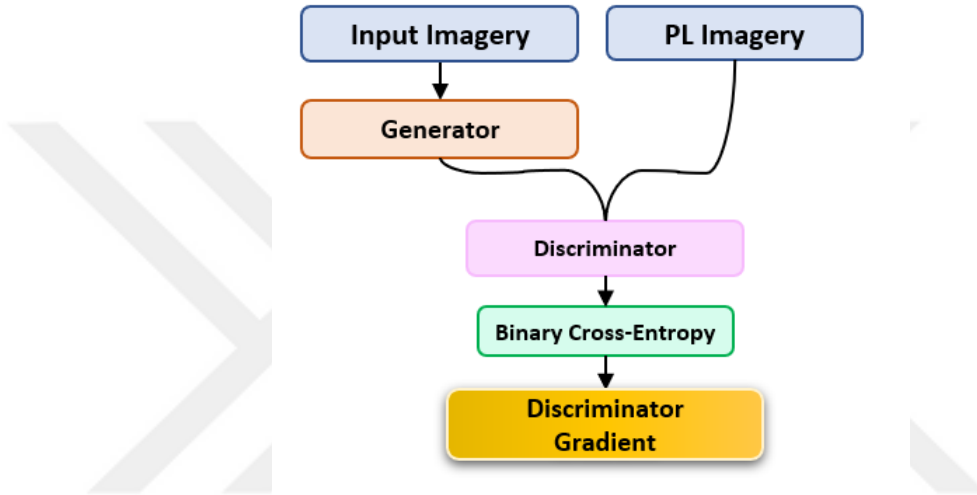 Input Imagery
PL Imagery
Generator
Discriminator
Binary Cross-Entropy
Discriminator
Gradient